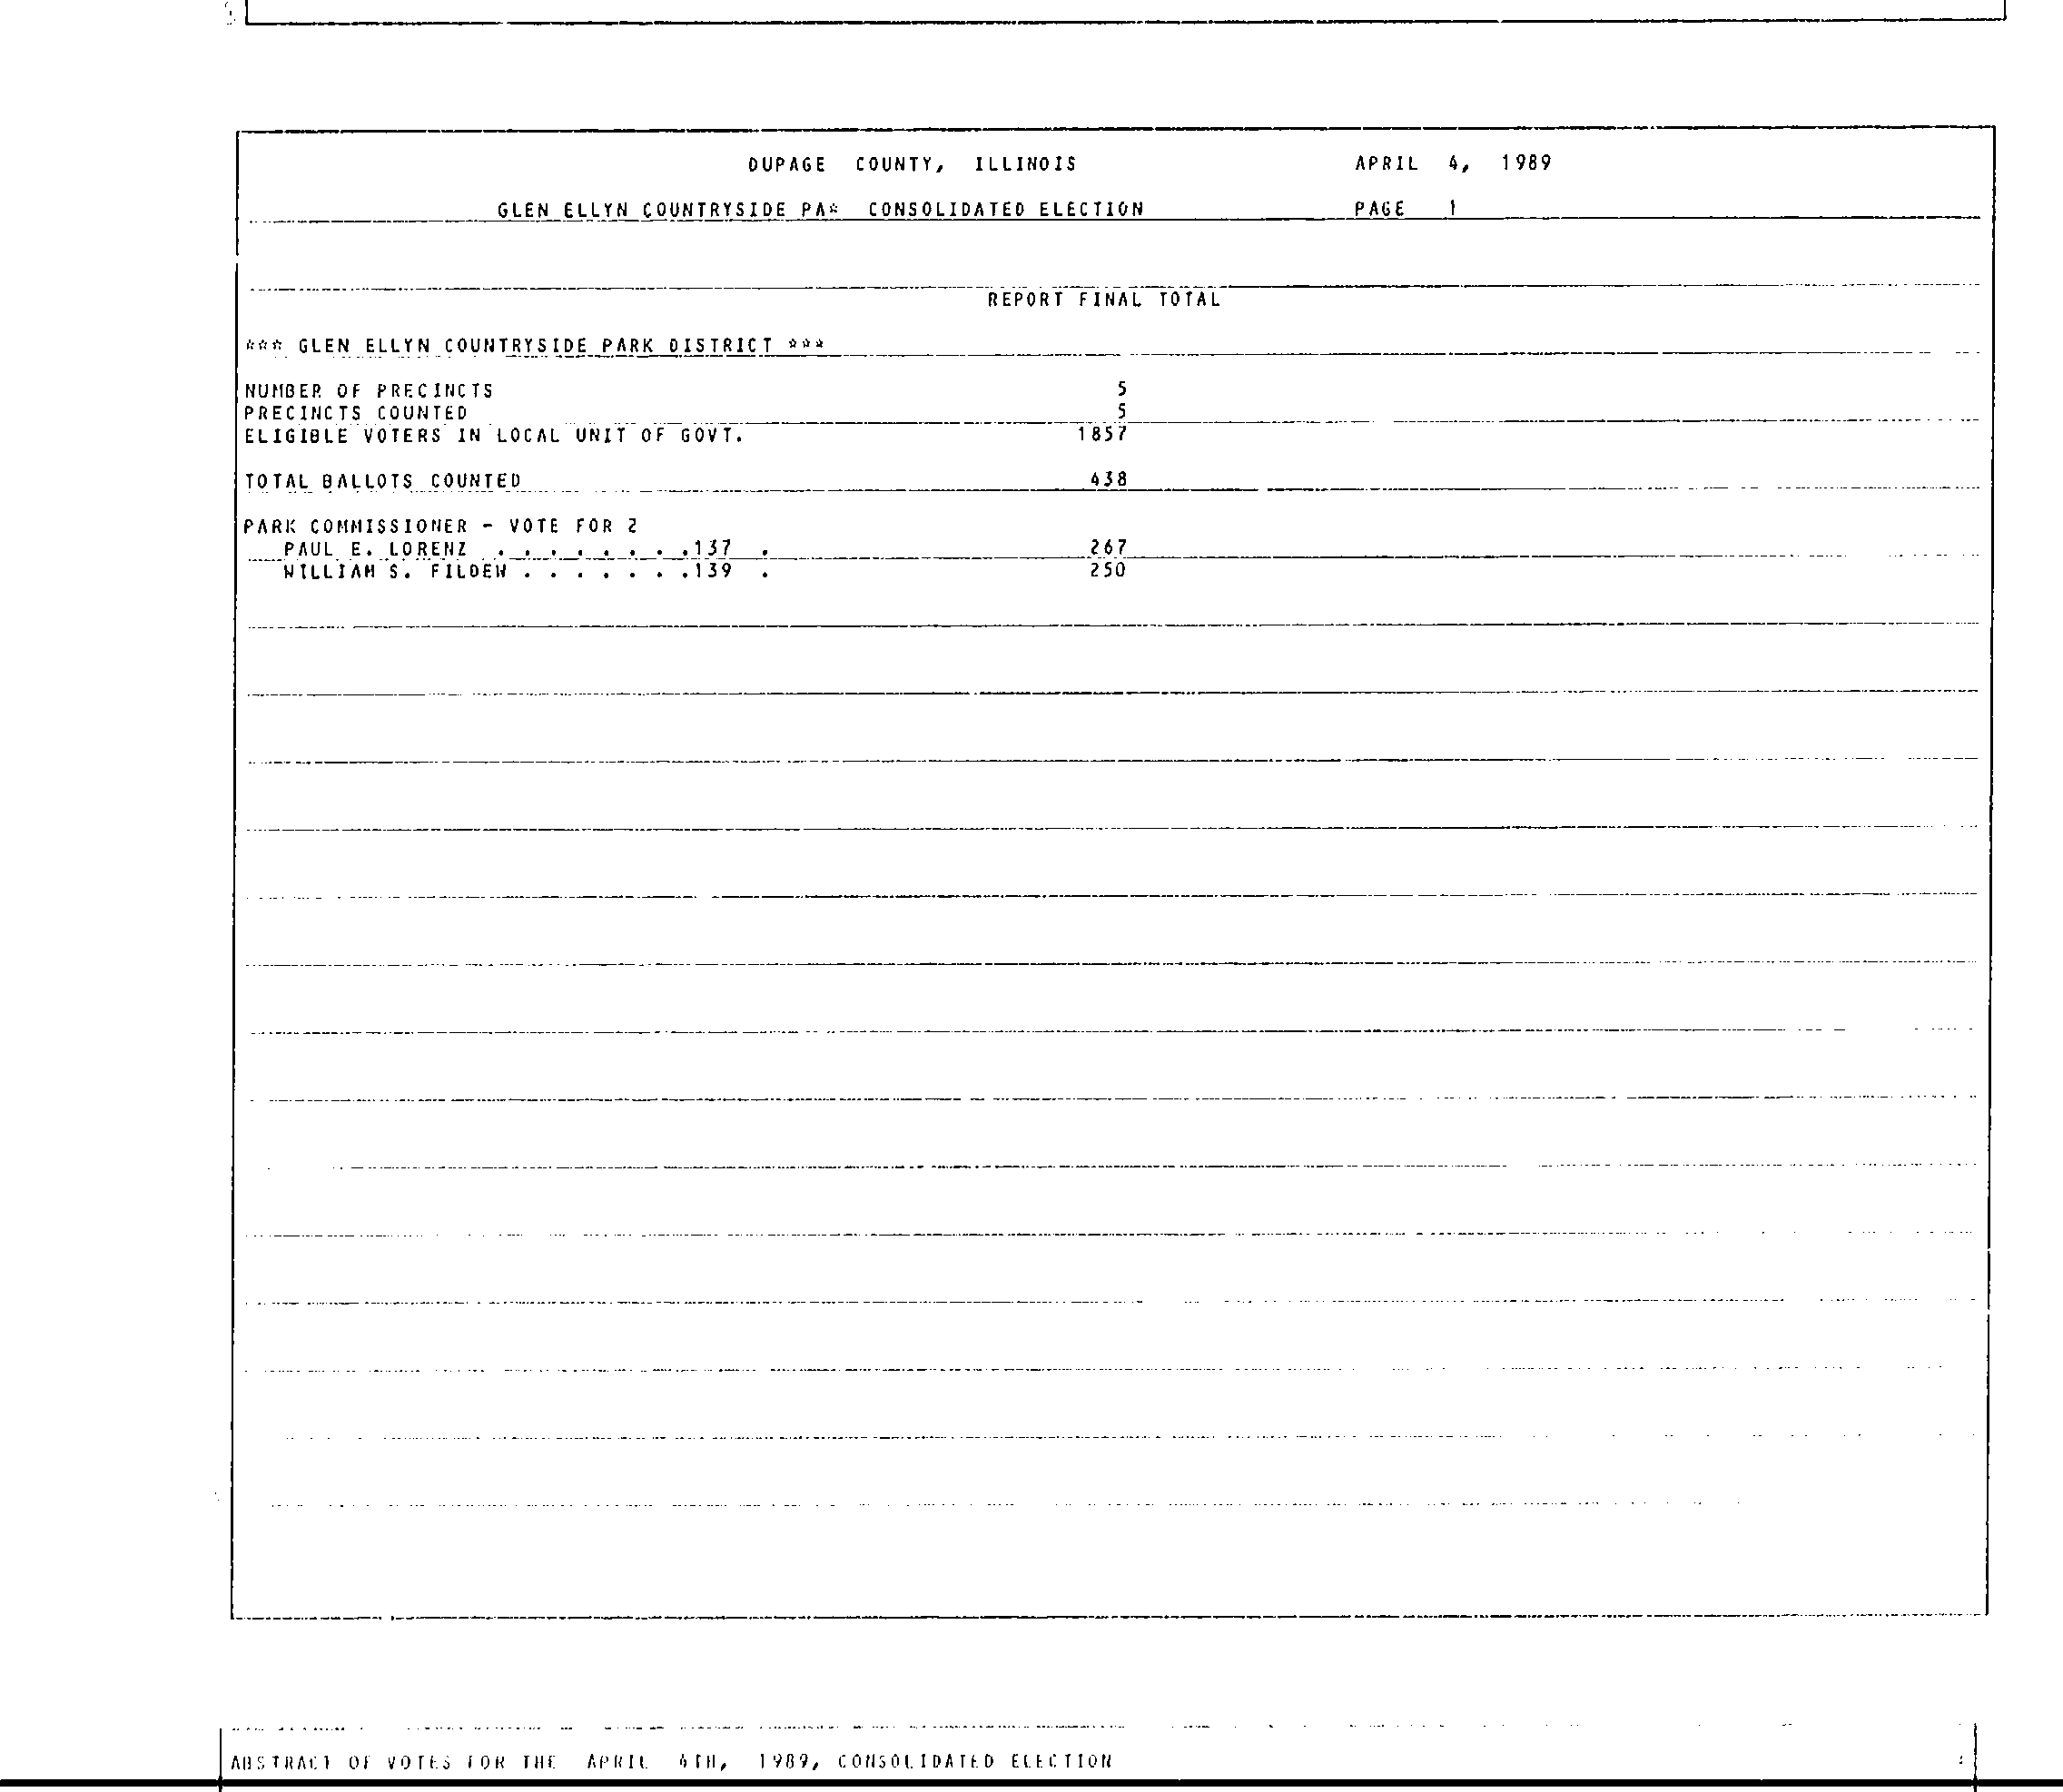 DUPAGE COUNTY, ILLINOIS APRIL 4, 1989
GLEN ELLYN COUNTRYSIDE PA* CONSOLIDATED ELECTION PAGE 1
REPORT FINAL TOTAL
*** GLEN ELLYN COUNTRYSIDE PARK DISTRICT ***
NUMBER OF PRECINCTS 5
PRECINCTS COUNTED 5
ELIGIBLE VOTERS IN LOCAL UNIT OF GOVT. 1857
TOTAL BALLOTS COUNTED 438
PARK COMMISSIONER - VOTE FOR 2
PAUL E. LORENZ . . . . . . . .137 . 267
WILLIAM S. FILDEW . . . . . . .139 . 250
ABSTRACT OF VOTES FOR THE APRIL 4TH, 1989, CONSOLIDATED ELECTION